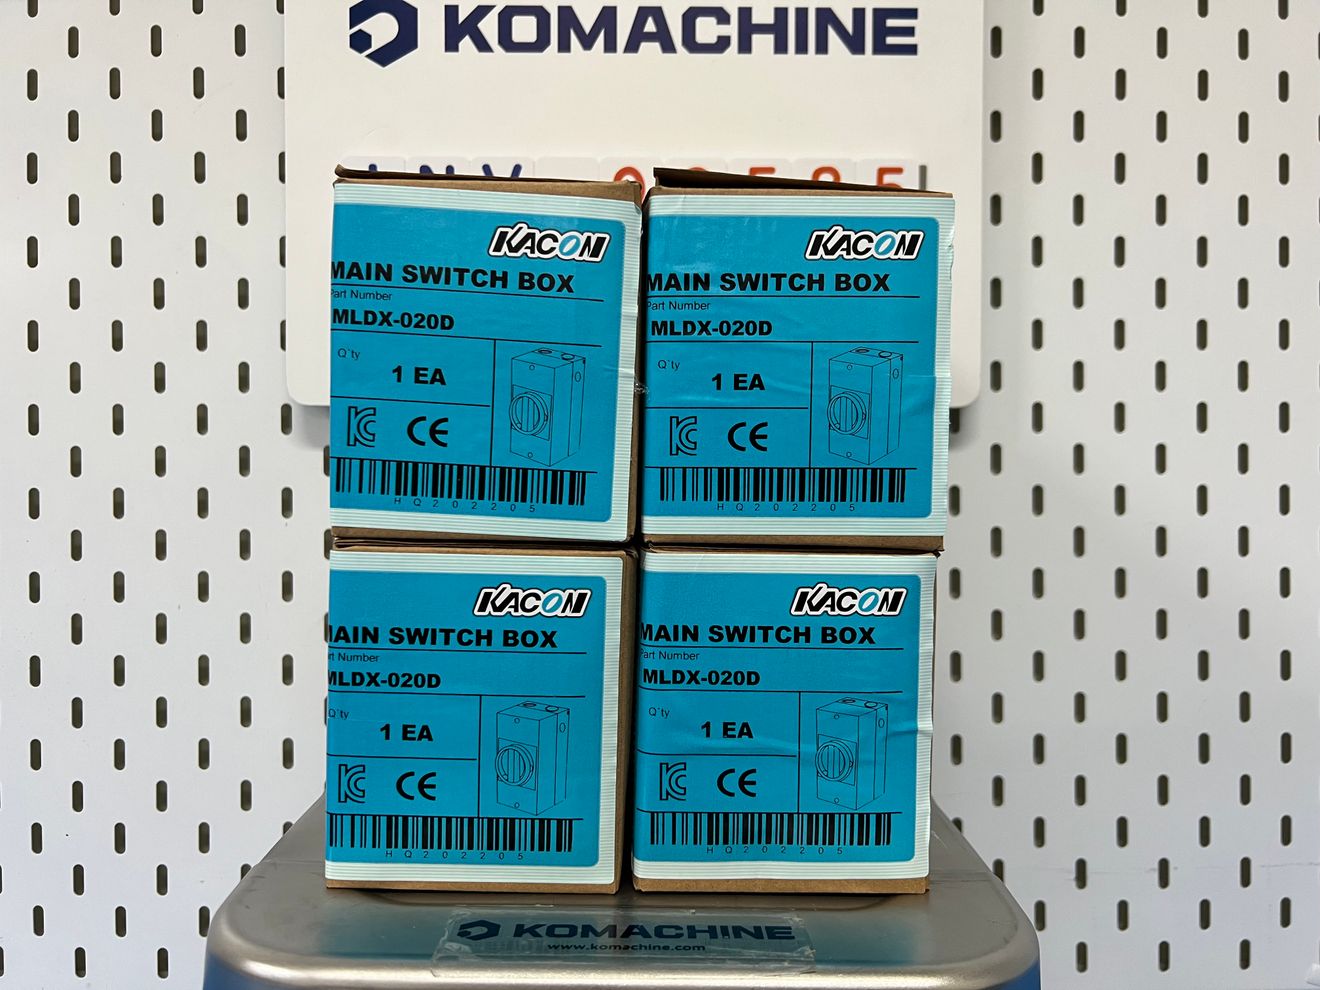 KOMACHINE
INV
KACON
MAIN SWITCH BOX
Part Number
MLDX-020D
Q'ty
1 EA
CE
HQ202205
KACON
MAIN SWITCH BOX
Part Number
MLDX-020D
Q'ty
1 EA
CE
HQ202205
KACON
MAIN SWITCH BOX
Part Number
MLDX-020D
Q'ty
1 EA
CE
HQ202205
KACON
MAIN SWITCH BOX
Part Number
MLDX-020D
Q'ty
1 EA
CE
HQ202205
KOMACHINE
www.komachine.com